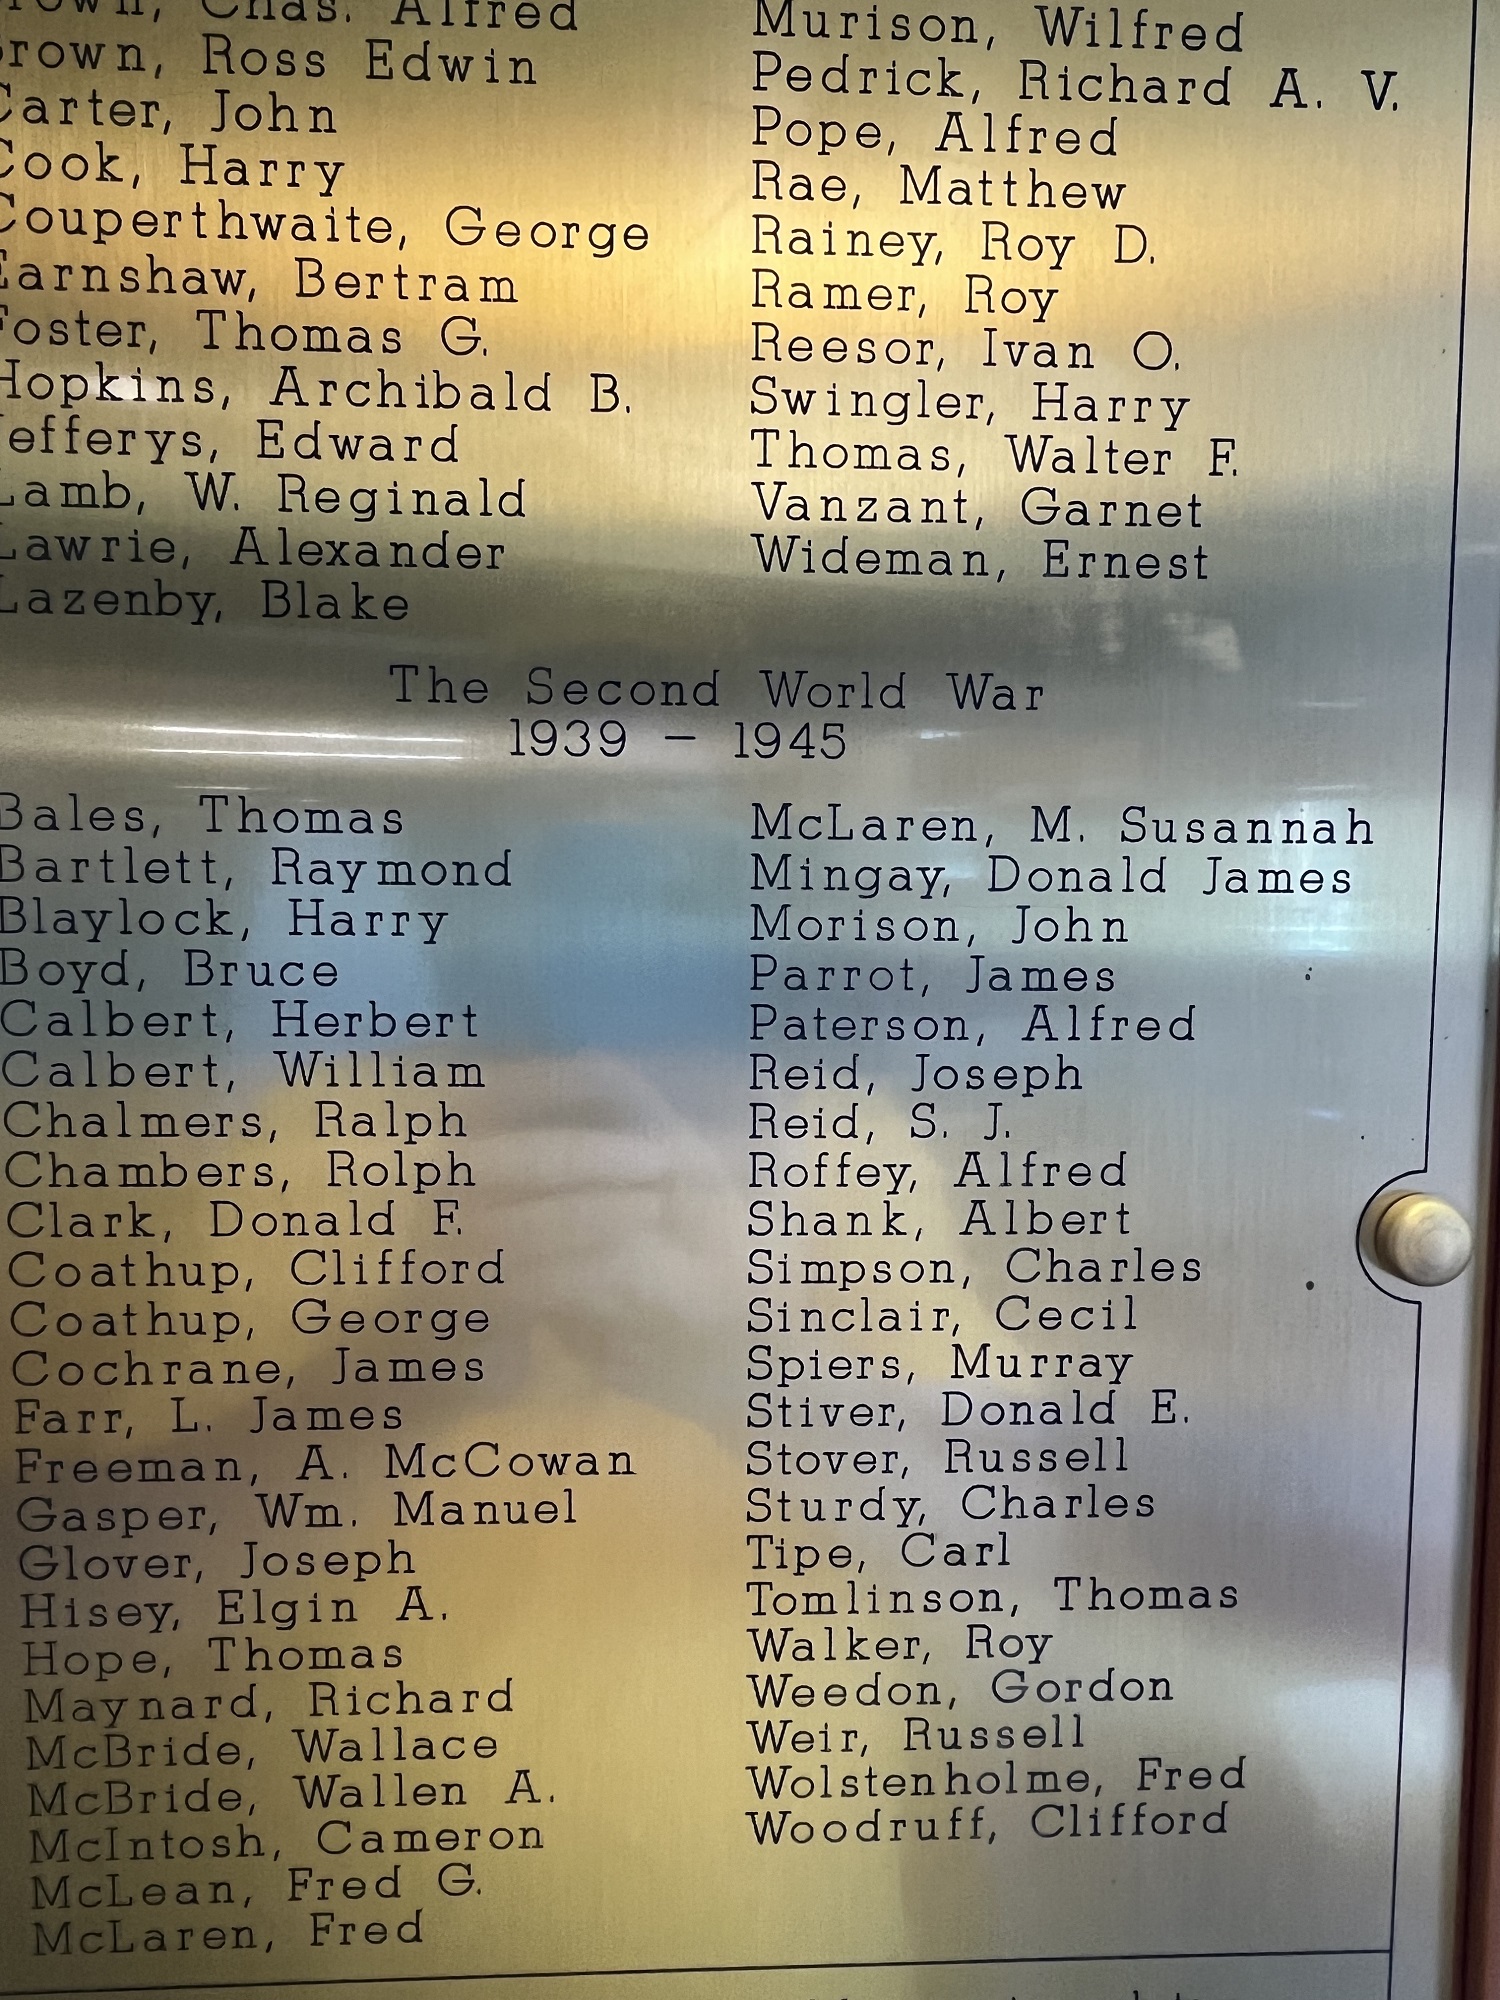 Brown, Chas. Alfred
Brown, Ross Edwin
Carter, John
Cook, Harry
Couperthwaite, George
Earnshaw, Bertram
Foster, Thomas G.
Hopkins, Archibald B.
Jefferys, Edward
Lamb, W. Reginald
Lawrie, Alexander
Lazenby, Blake
Murison, Wilfred
Pedrick, Richard A. V.
Pope, Alfred
Rae, Matthew
Rainey, Roy D.
Ramer, Roy
Reesor, Ivan O.
Swingler, Harry
Thomas, Walter F.
Vanzant, Garnet
Wideman, Ernest
The Second World War
1939 – 1945
Bales, Thomas
Bartlett, Raymond
Blaylock, Harry
Boyd, Bruce
Calbert, Herbert
Calbert, William
Chalmers, Ralph
Chambers, Rolph
Clark, Donald F.
Coathup, Clifford
Coathup, George
Cochrane, James
Farr, L. James
Freeman, A. McCowan
Gasper, Wm. Manuel
Glover, Joseph
Hisey, Elgin A.
Hope, Thomas
Maynard, Richard
McBride, Wallace
McBride, Wallen A.
McIntosh, Cameron
McLean, Fred G.
McLaren, Fred
McLaren, M. Susannah
Mingay, Donald James
Morison, John
Parrot, James
Paterson, Alfred
Reid, Joseph
Reid, S. J.
Roffey, Alfred
Shank, Albert
Simpson, Charles
Sinclair, Cecil
Spiers, Murray
Stiver, Donald E.
Stover, Russell
Sturdy, Charles
Tipe, Carl
Tomlinson, Thomas
Walker, Roy
Weedon, Gordon
Weir, Russell
Wolstenholme, Fred
Woodruff, Clifford